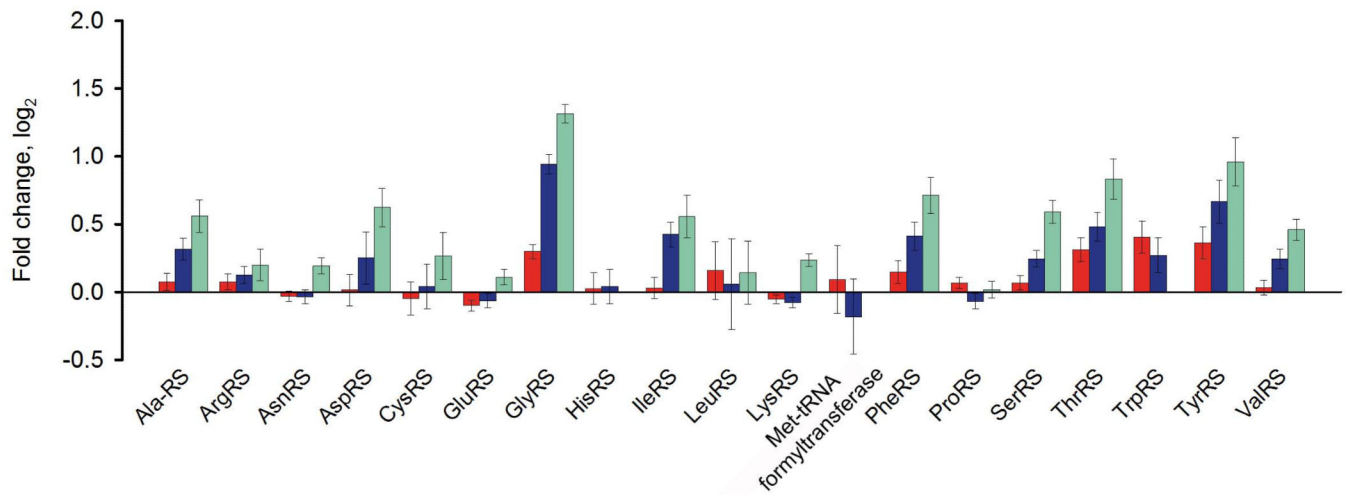 2.0
1.5
1.0
0.5
0.0
-0.5
Fold change, log2
Ala-RS
ArgRS
AsnRS
AspRS
CysRS
GluRS
GlyRS
HisRS
IleRS
LeuRS
LysRS
Met-tRNA
formyltransferase
PheRS
ProRS
SerRS
ThrRS
TrpRS
TyrRS
ValRS